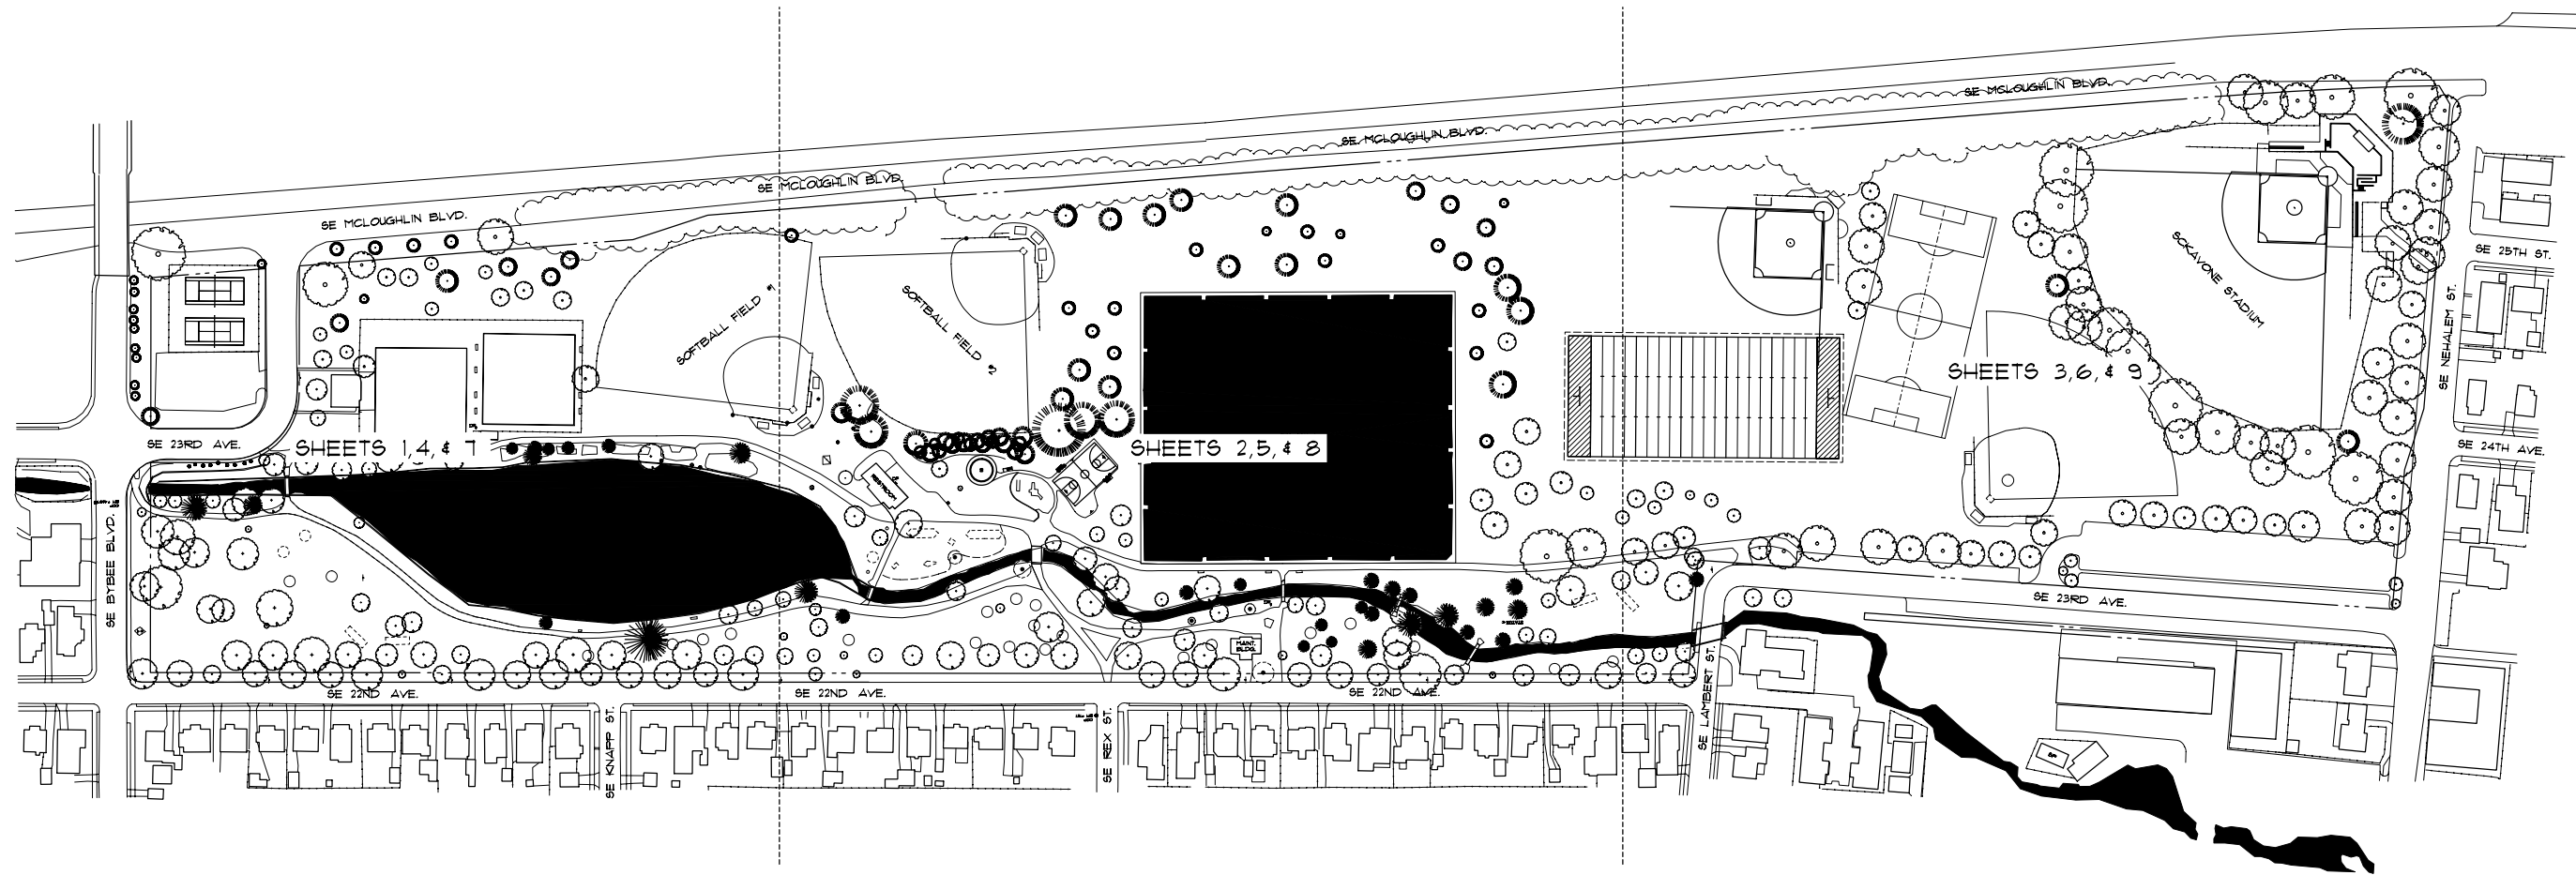 SE MCLOUGHLIN BLVD.
SE MCLOUGHLIN BLVD.
SE MCLOUGHLIN BLVD.
SE MCLOUGHLIN BLVD.
SOFTBALL FIELD #1
SOFTBALL FIELD #2
SCKAVONE STADIUM
SE 25TH ST.
SE NEHALEM ST.
SHEETS 3,6, & 9
SE 23RD AVE.
SHEETS 1,4, & 7
SHEETS 2,5, & 8
SE 24TH AVE.
RESTROOM
SE BYBEE BLVD.
SE 23RD AVE.
MAINT.
BLDG.
SE 22ND AVE.
SE 22ND AVE.
SE 22ND AVE.
SE LAMBERT ST.
SE KNAPP ST.
SE REX ST.